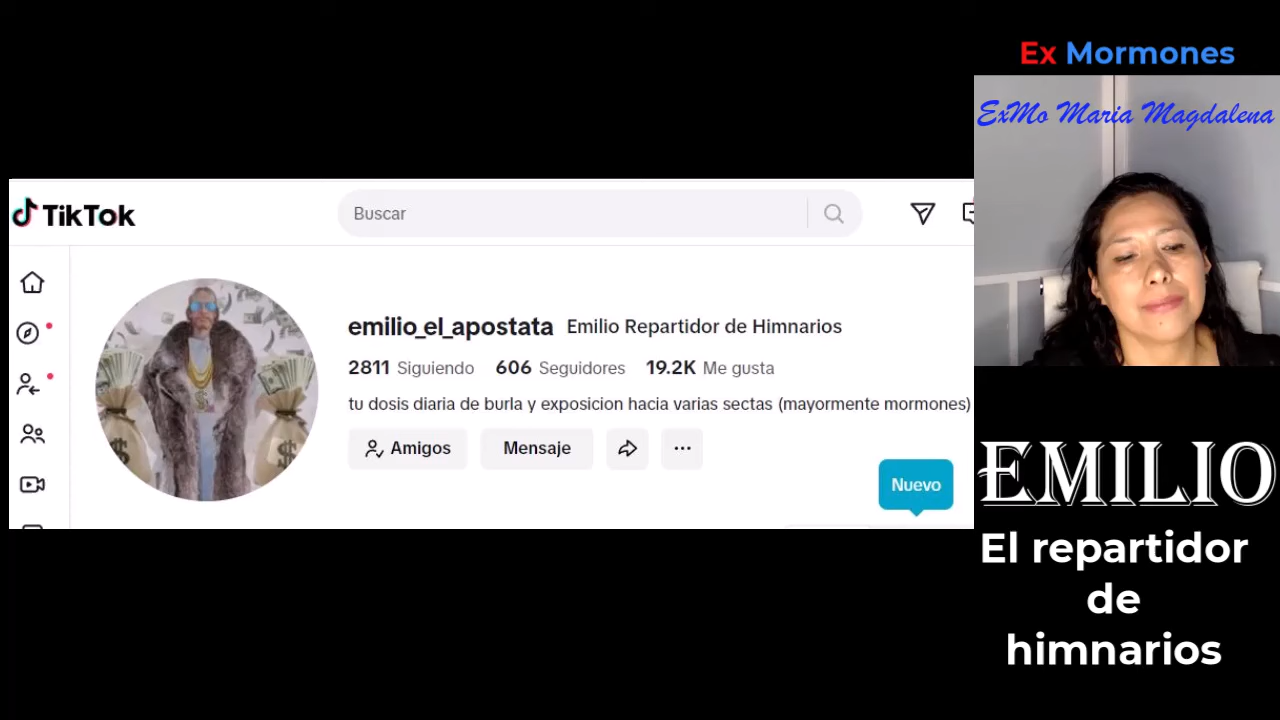 Ex Mormones
ExMo Maria Magdalena
TikTok
Buscar
emilio_el_apostata Emilio Repartidor de Himnarios
2811 Siguiendo 606 Seguidores 19.2K Me gusta
tu dosis diaria de burla y exposicion hacia varias sectas (mayormente mormones)
Amigos Mensaje
Nuevo
EMILIO
El repartidor
de
himnarios